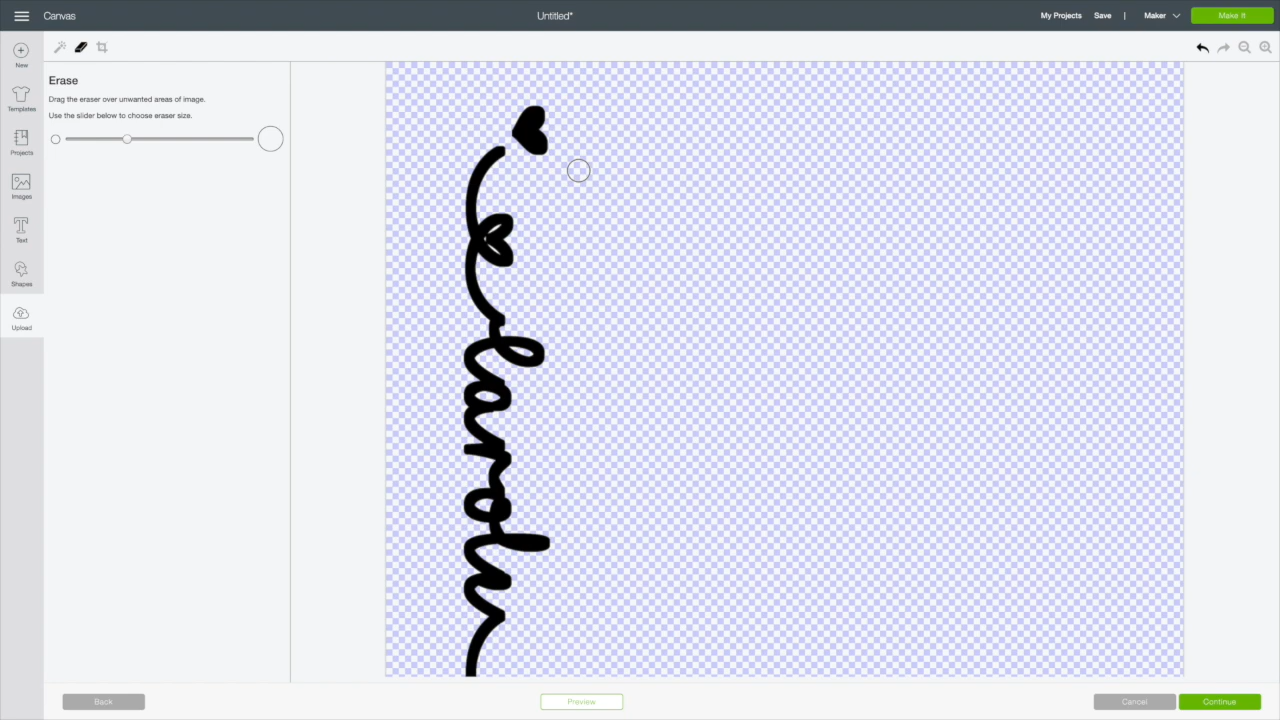 Canvas
Untitled*
My Projects
Save
|
Maker
Make It
New
Templates
Projects
Images
Text
Shapes
Upload
Erase
Drag the eraser over unwanted areas of image.
Use the slider below to choose eraser size.
Back
Preview
Cancel
Continue